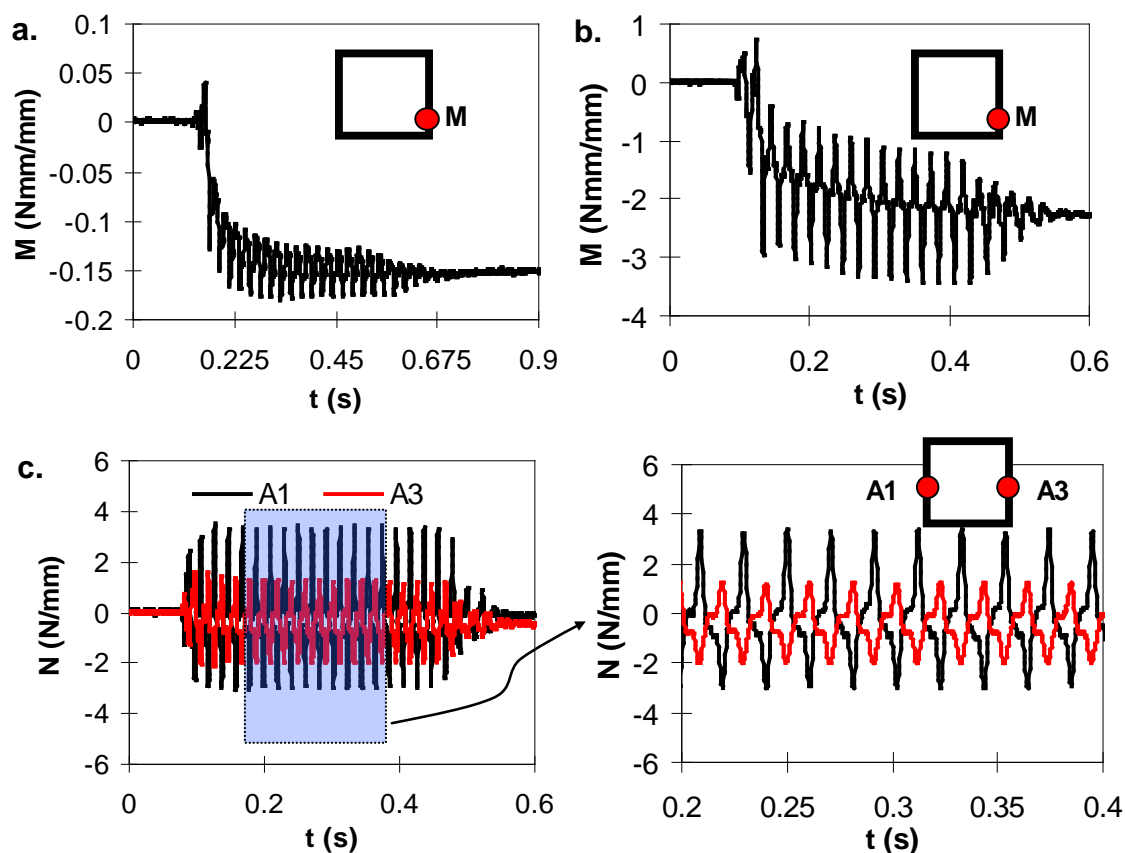 a.
M (Nmm/mm)
0.1
0.05
0
-0.05
-0.1
-0.15
-0.2
M
0 0.225 0.45 0.675 0.9
t (s)
b.
M (Nmm/mm)
1
0
-1
-2
-3
-4
M
0 0.2 0.4 0.6
t (s)
c.
N (N/mm)
6
4
2
0
-2
-4
-6
A1 A3
0 0.2 0.4 0.6
t (s)
N (N/mm)
6
4
2
0
-2
-4
-6
A1 A3
0.2 0.25 0.3 0.35 0.4
t (s)